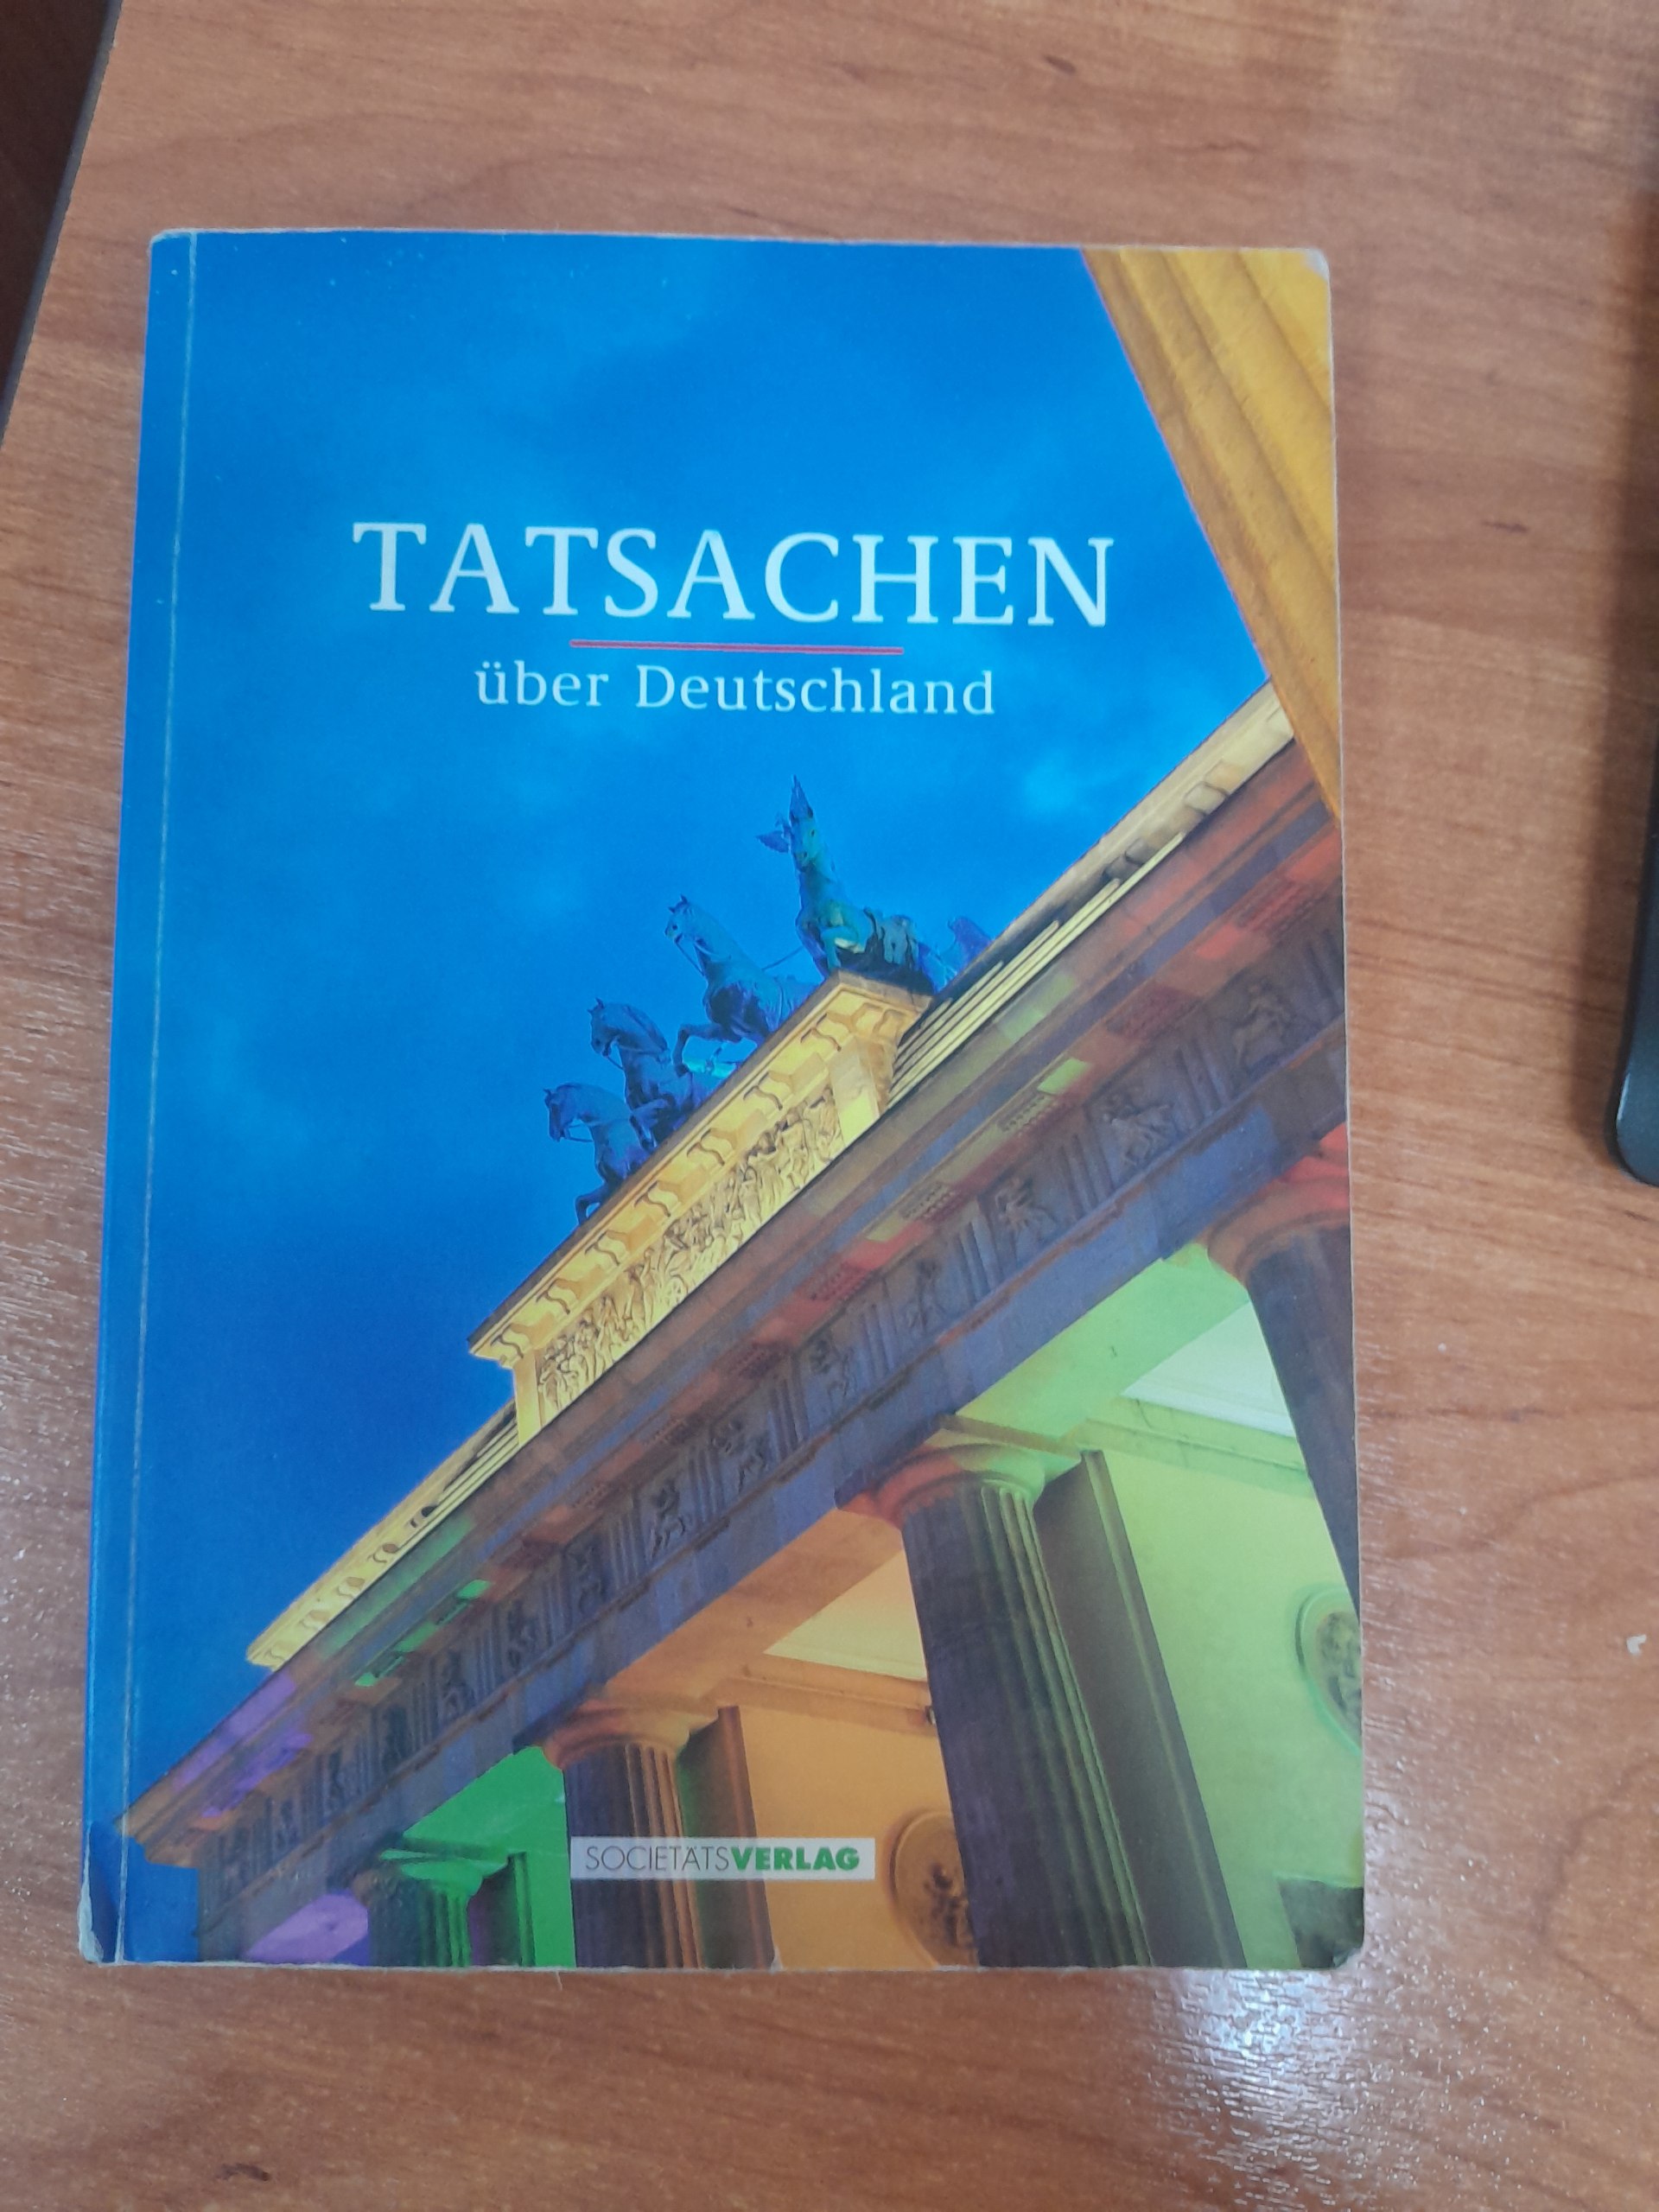 TATSACHEN
über Deutschland
SOCIETÄTSVERLAG